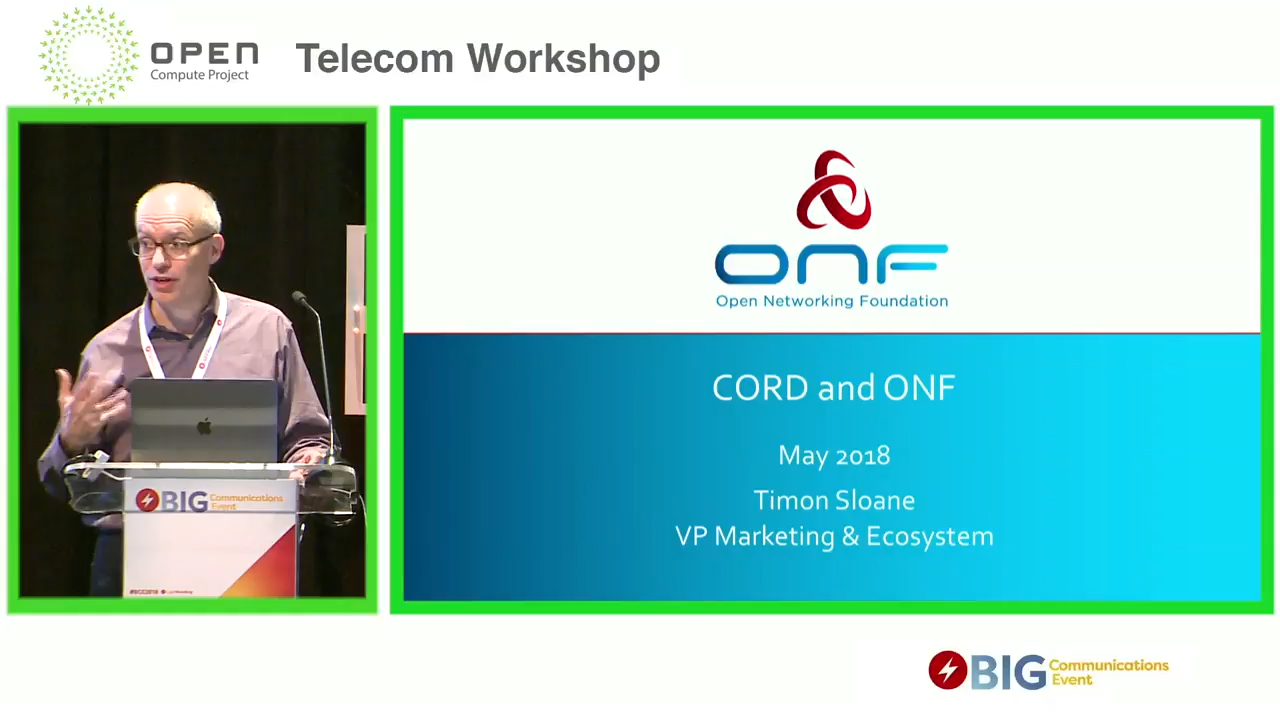 OPEN
Compute Project
Telecom Workshop
ONF
Open Networking Foundation
CORD and ONF
May 2018
Timon Sloane
VP Marketing & Ecosystem
BIG Communications
Event
#BCE2018
BIG Communications
Event